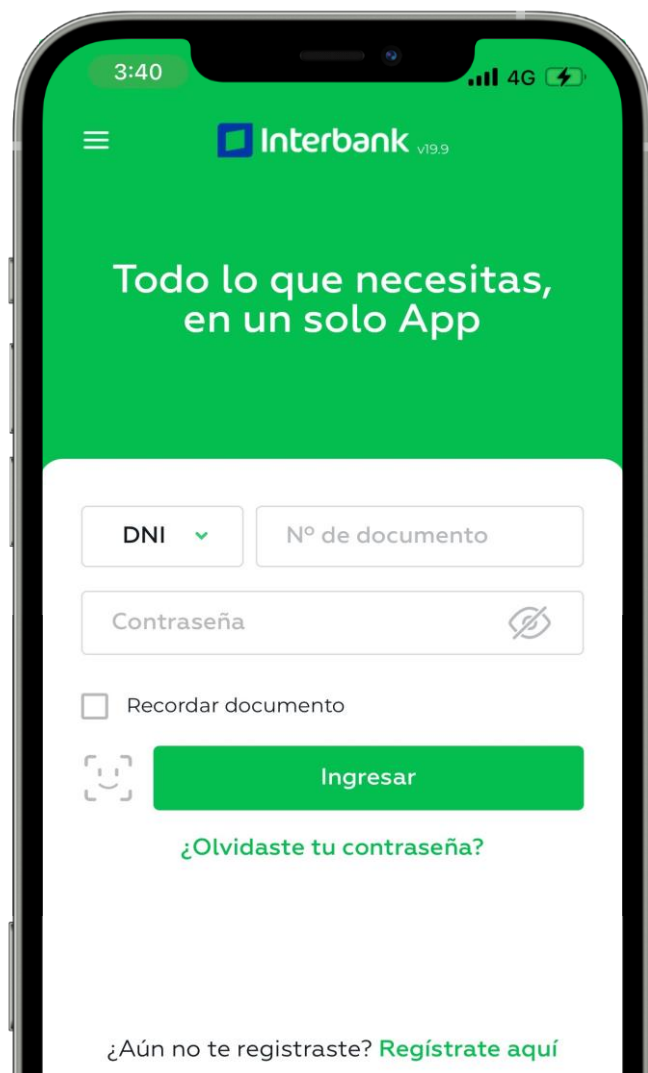 3:40
4G
Interbank v19.9
Todo lo que necesitas,
en un solo App
DNI
Nº de documento
Contraseña
Recordar documento
Ingresar
¿Olvidaste tu contraseña?
¿Aún no te registraste? Regístrate aquí